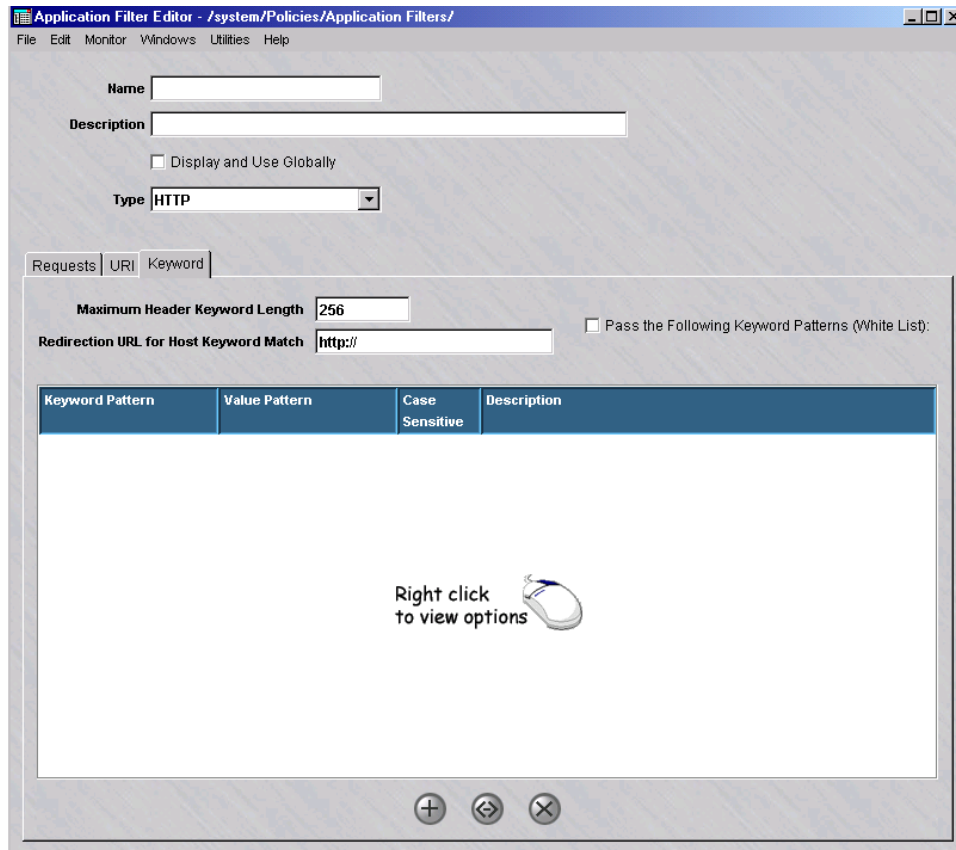 Application Filter Editor - /system/Policies/Application Filters/
File Edit Monitor Windows Utilities Help
Name
Description
Display and Use Globally
Type HTTP
Requests URI Keyword
Maximum Header Keyword Length 256
Pass the Following Keyword Patterns (White List):
Redirection URL for Host Keyword Match http://
Keyword Pattern Value Pattern Case Sensitive Description
Right click
to view options